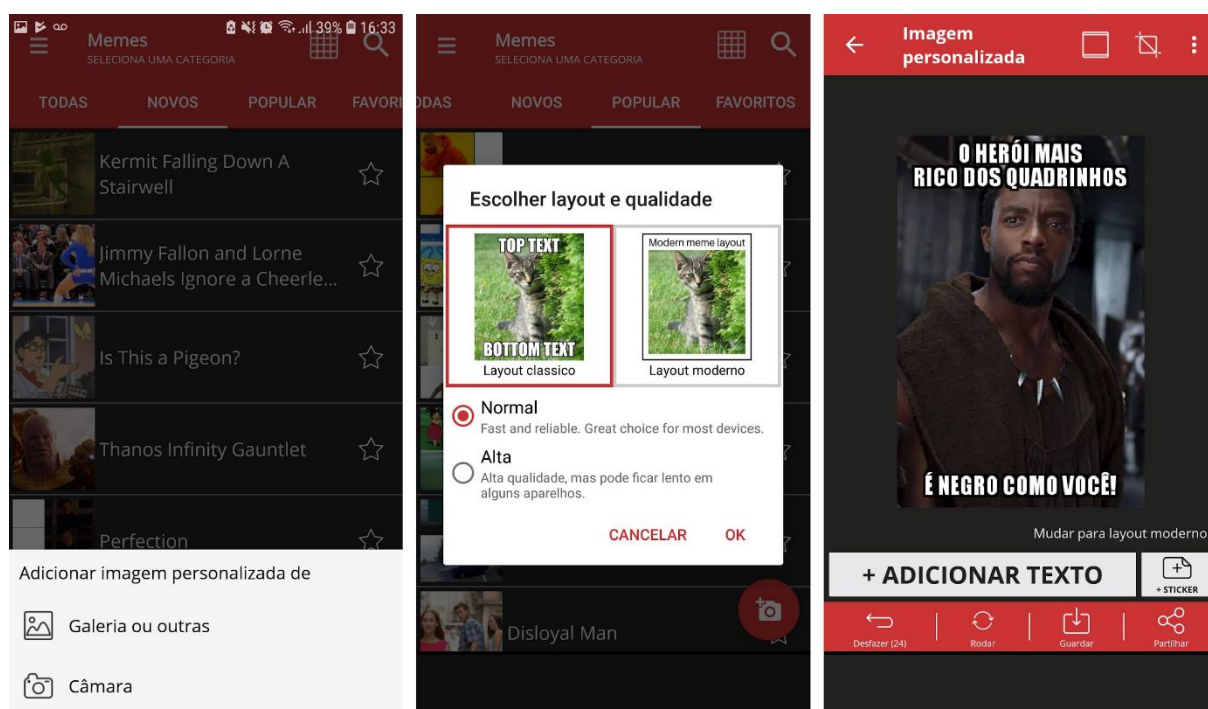 39% 16:33
Memes
SELECIONA UMA CATEGORIA
TODAS NOVOS POPULAR FAVORI
Kermit Falling Down A
Stairwell
Jimmy Fallon and Lorne
Michaels Ignore a Cheerle...
Is This a Pigeon?
Thanos Infinity Gauntlet
Perfection
Adicionar imagem personalizada de
Galeria ou outras
Câmara
Memes
SELECIONA UMA CATEGORIA
ODAS NOVOS POPULAR FAVORITOS
Escolher layout e qualidade
TOP TEXT
BOTTOM TEXT
Layout classico
Modern meme layout
Layout moderno
Normal
Fast and reliable. Great choice for most devices.
Alta
Alta qualidade, mas pode ficar lento em
alguns aparelhos.
CANCELAR OK
Disloyal Man
Imagem
personalizada
O HERÓI MAIS
RICO DOS QUADRINHOS
É NEGRO COMO VOCÊ!
Mudar para layout moderno
+ ADICIONAR TEXTO
+ STICKER
Desfazer (24) Rodar Guardar Partilhar